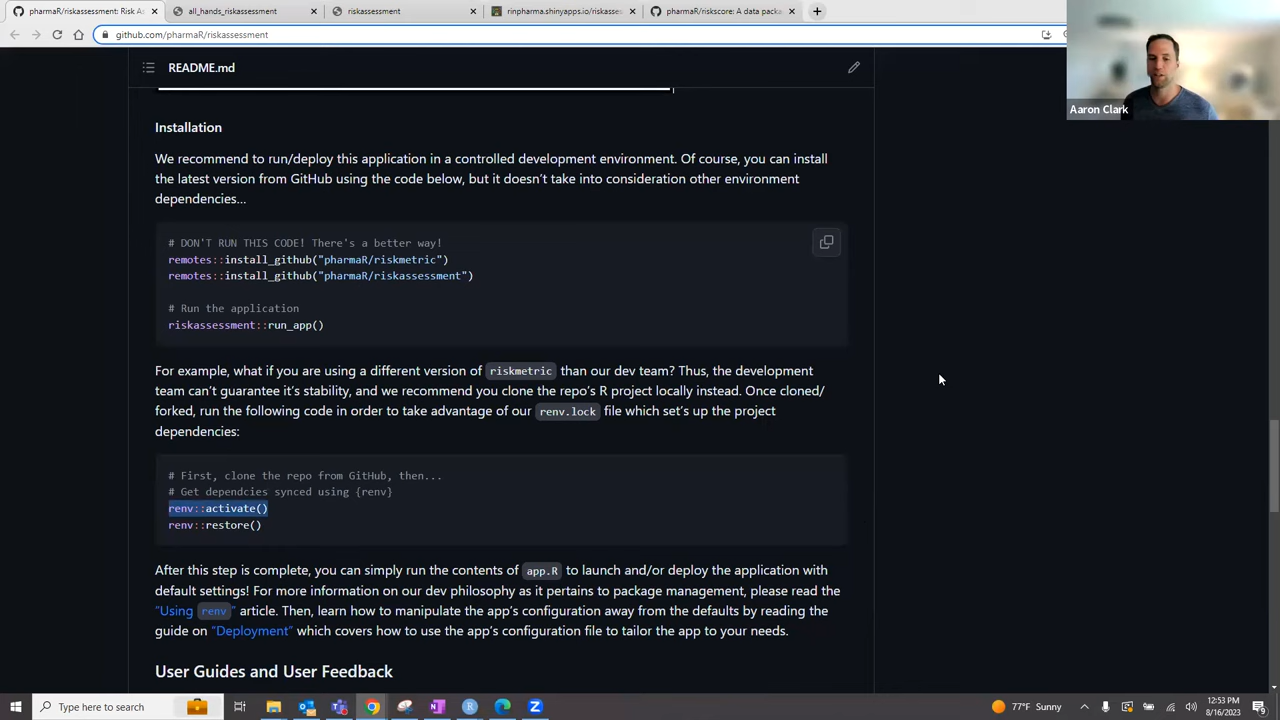 pharmaR/riskassessment: Risk As
all_hands_riskassessment
riskassessment
rinpharma.shinyapps.io/riskasses
pharmaR/riskscore: A data packa
github.com/pharmaR/riskassessment
Aaron Clark
README.md
Installation
We recommend to run/deploy this application in a controlled development environment. Of course, you can install
the latest version from GitHub using the code below, but it doesn't take into consideration other environment
dependencies...
# DON'T RUN THIS CODE! There's a better way!
remotes::install_github("pharmaR/riskmetric")
remotes::install_github("pharmaR/riskassessment")
# Run the application
riskassessment::run_app()
For example, what if you are using a different version of riskmetric than our dev team? Thus, the development
team can't guarantee it's stability, and we recommend you clone the repo's R project locally instead. Once cloned/
forked, run the following code in order to take advantage of our renv.lock file which set's up the project
dependencies:
# First, clone the repo from GitHub, then...
# Get dependcies synced using {renv}
renv::activate()
renv::restore()
After this step is complete, you can simply run the contents of app.R to launch and/or deploy the application with
default settings! For more information on our dev philosophy as it pertains to package management, please read the
"Using renv" article. Then, learn how to manipulate the app's configuration away from the defaults by reading the
guide on "Deployment" which covers how to use the app's configuration file to tailor the app to your needs.
User Guides and User Feedback
Type here to search
77°F Sunny
12:53 PM
8/16/2023